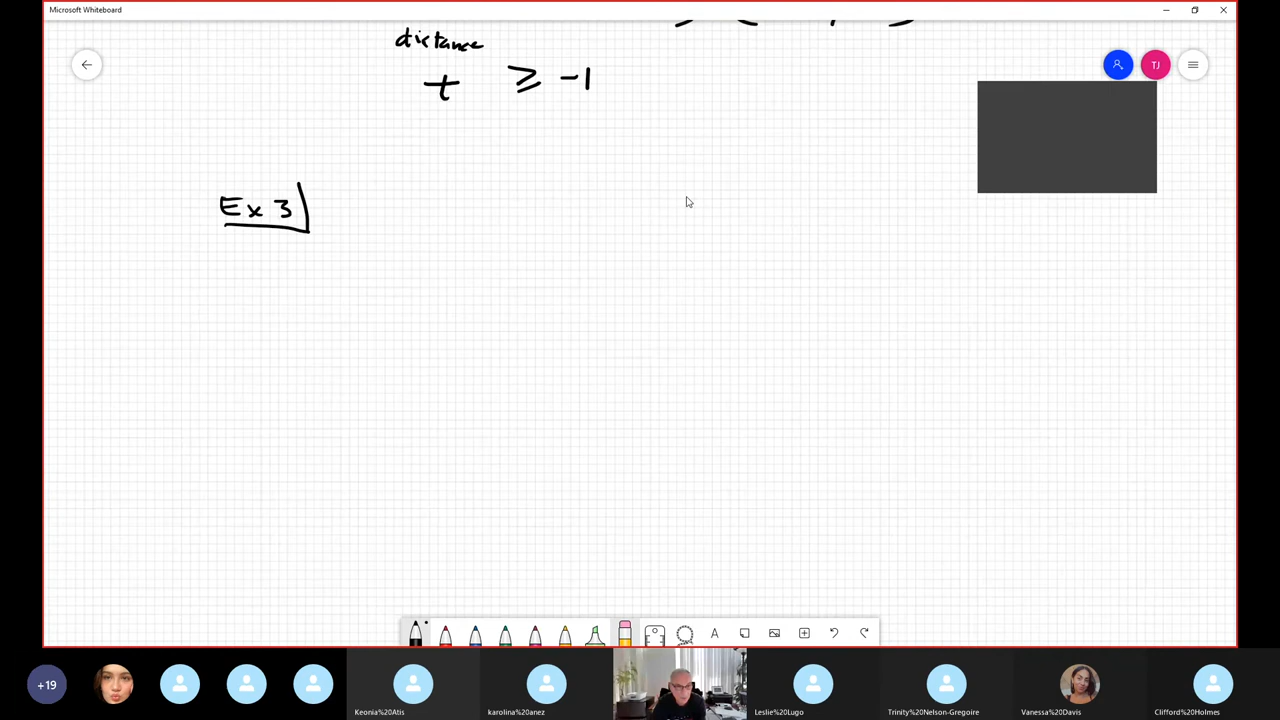 Microsoft Whiteboard
distance
+ ≥ -1
TJ
Ex 3
A
+19
Keonia%20Atis
karolina%20anez
Leslie%20Lugo
Trinity%20Nelson-Gregoire
Vanessa%20Davis
Clifford%20Holmes